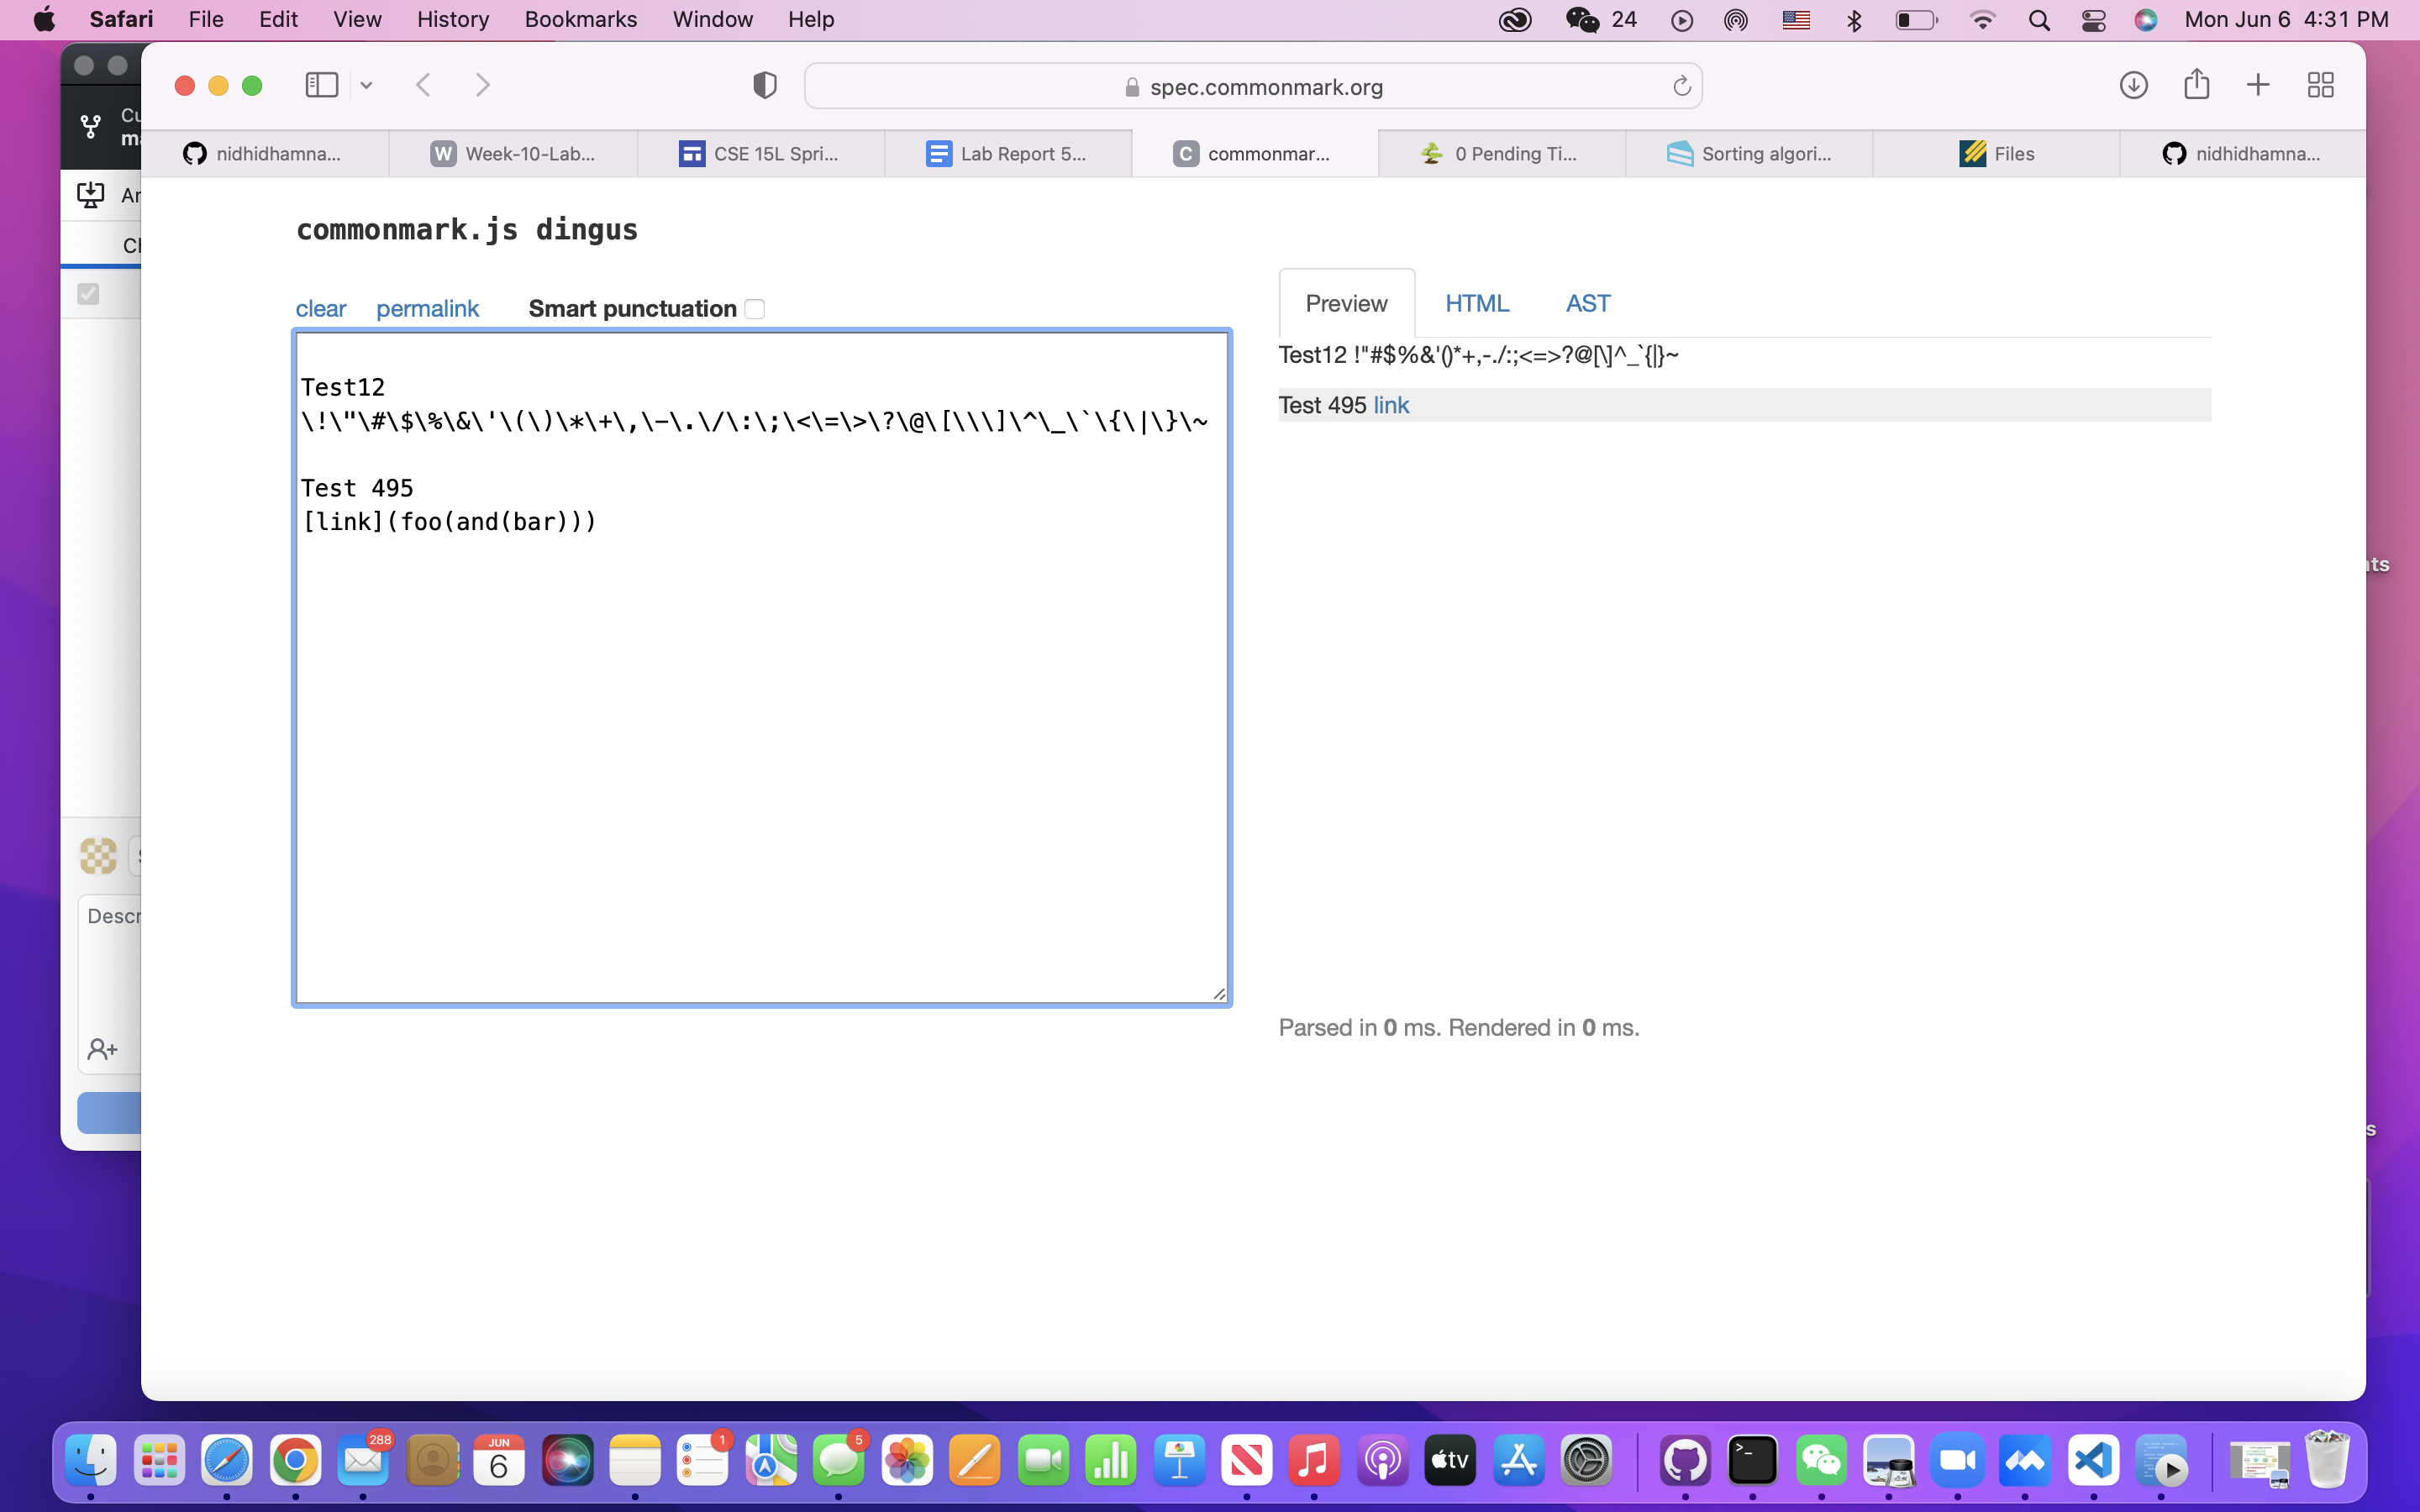 Safari File Edit View History Bookmarks Window Help 24 Mon Jun 6 4:31 PM
spec.commonmark.org
nidhidhamna... W Week-10-Lab... CSE 15L Spri... Lab Report 5... C commonmar... 0 Pending Ti... Sorting algori... Files nidhidhamna...
commonmark.js dingus
clear permalink Smart punctuation
Preview HTML AST
Test12
\!\"\#\$\%\&\'\(\)\*\+\,\-\.\/\:\;\<\=\>\?\@\[\\\]\^\_\`\{\|\}\~
Test 495
[link](foo(and(bar)))
Test12 !"#$%&'()*+,-./:;<=>?@[\]^_`{|}~
Test 495 link
Parsed in 0 ms. Rendered in 0 ms.
Descr
288 JUN 6 1 5 tv